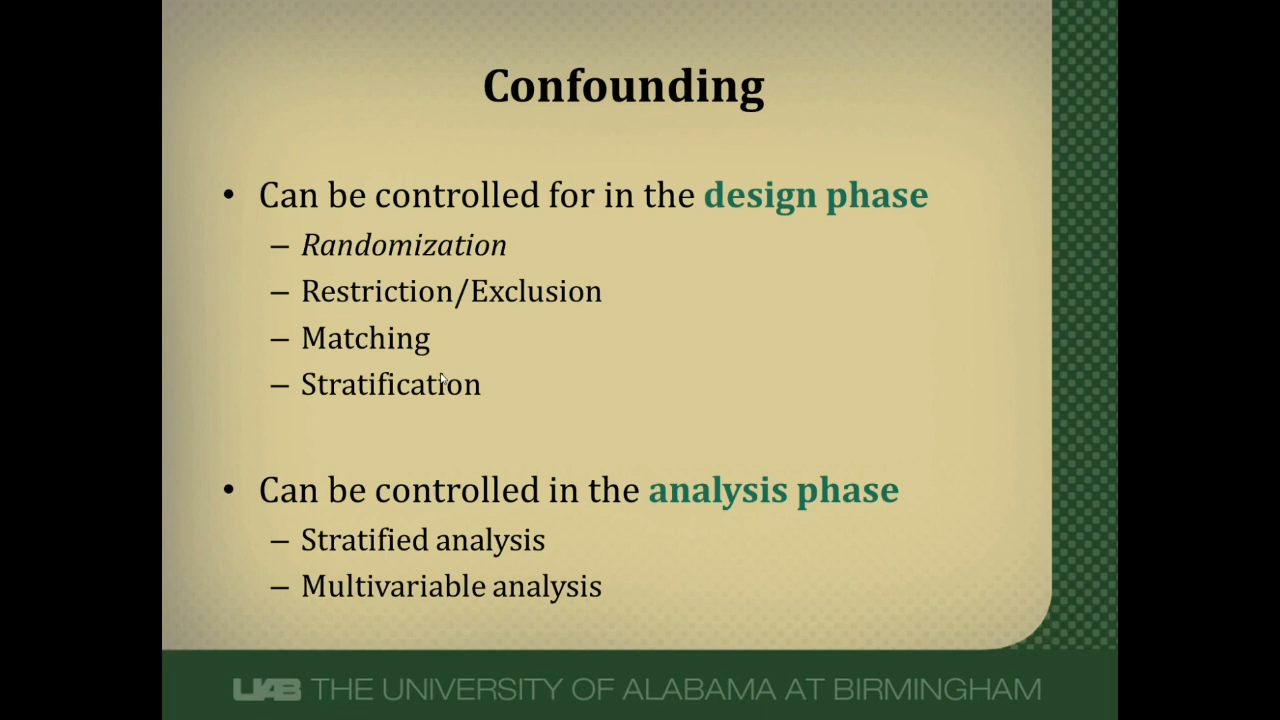 Confounding
• Can be controlled for in the design phase
– Randomization
– Restriction/Exclusion
– Matching
– Stratification
• Can be controlled in the analysis phase
– Stratified analysis
– Multivariable analysis
UAB THE UNIVERSITY OF ALABAMA AT BIRMINGHAM